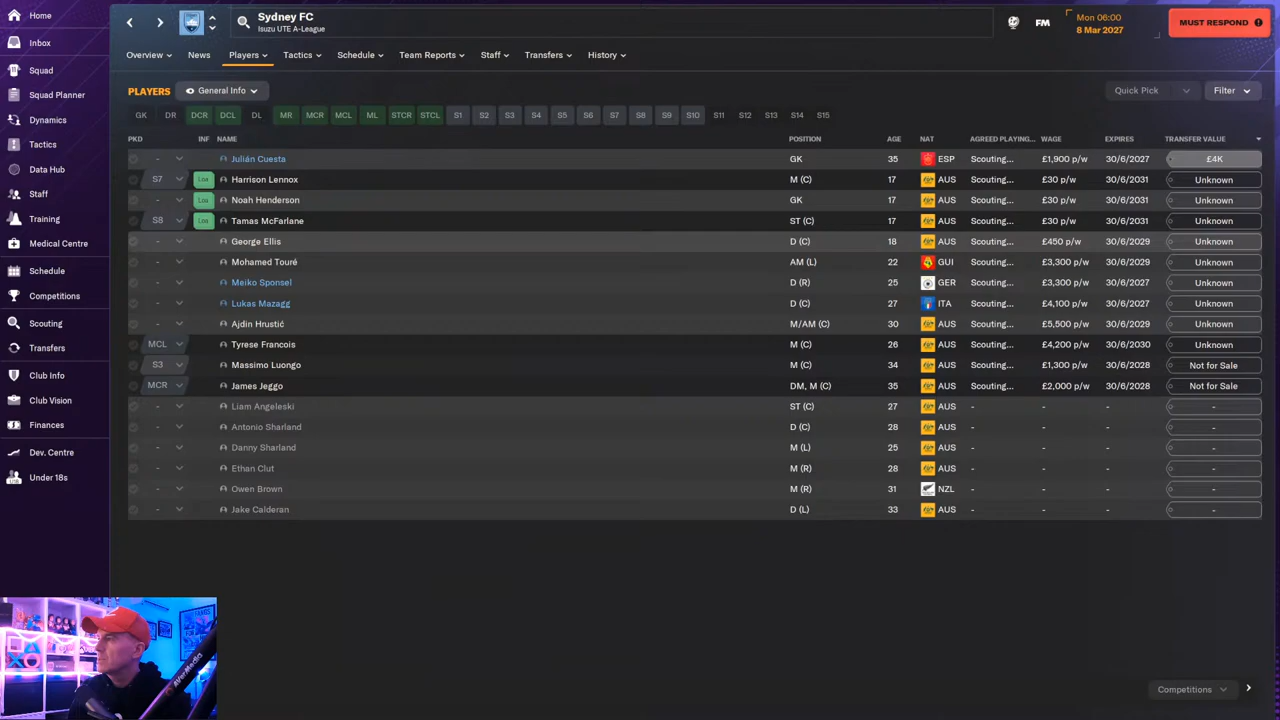 Home
Inbox
Squad
Squad Planner
Dynamics
Tactics
Data Hub
Staff
Training
Medical Centre
Schedule
Competitions
Scouting
Transfers
Club Info
Club Vision
Finances
Dev. Centre
Under 18s
Sydney FC
Isuzu UTE A-League
FM
Mon 06:00
8 Mar 2027
MUST RESPOND
Overview News Players Tactics Schedule Team Reports Staff Transfers History
PLAYERS General Info Quick Pick Filter
GK DR DCR DCL DL MR MCR MCL ML STCR STCL S1 S2 S3 S4 S5 S6 S7 S8 S9 S10 S11 S12 S13 S14 S15
PKD INF NAME POSITION AGE NAT AGREED PLAYING... WAGE EXPIRES TRANSFER VALUE
- Julián Cuesta GK 35 ESP Scouting... £1,900 p/w 30/6/2027 £4K
S7 Loa Harrison Lennox M (C) 17 AUS Scouting... £30 p/w 30/6/2031 Unknown
- Loa Noah Henderson GK 17 AUS Scouting... £30 p/w 30/6/2031 Unknown
S8 Loa Tamas McFarlane ST (C) 17 AUS Scouting... £30 p/w 30/6/2031 Unknown
- George Ellis D (C) 18 AUS Scouting... £450 p/w 30/6/2029 Unknown
- Mohamed Touré AM (L) 22 GUI Scouting... £3,300 p/w 30/6/2029 Unknown
- Meiko Sponsel D (R) 25 GER Scouting... £3,300 p/w 30/6/2027 Unknown
- Lukas Mazagg D (C) 27 ITA Scouting... £4,100 p/w 30/6/2027 Unknown
- Ajdin Hrustić M/AM (C) 30 AUS Scouting... £5,500 p/w 30/6/2029 Unknown
MCL Tyrese Francois M (C) 26 AUS Scouting... £4,200 p/w 30/6/2030 Unknown
S3 Massimo Luongo M (C) 34 AUS Scouting... £1,300 p/w 30/6/2028 Not for Sale
MCR James Jeggo DM, M (C) 35 AUS Scouting... £2,000 p/w 30/6/2028 Not for Sale
- Liam Angeleski ST (C) 27 AUS - - - -
- Antonio Sharland D (C) 28 AUS - - - -
- Danny Sharland M (L) 25 AUS - - - -
- Ethan Clut M (R) 28 AUS - - - -
- Owen Brown M (R) 31 NZL - - - -
- Jake Calderan D (L) 33 AUS - - - -
Competitions
AVerMedia